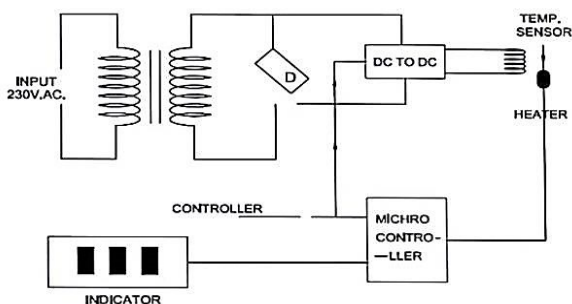 TEMP.
SENSOR
INPUT
230V.AC.
D
DC TO DC
HEATER
CONTROLLER
MICHRO
CONTRO-
—LLER
INDICATOR